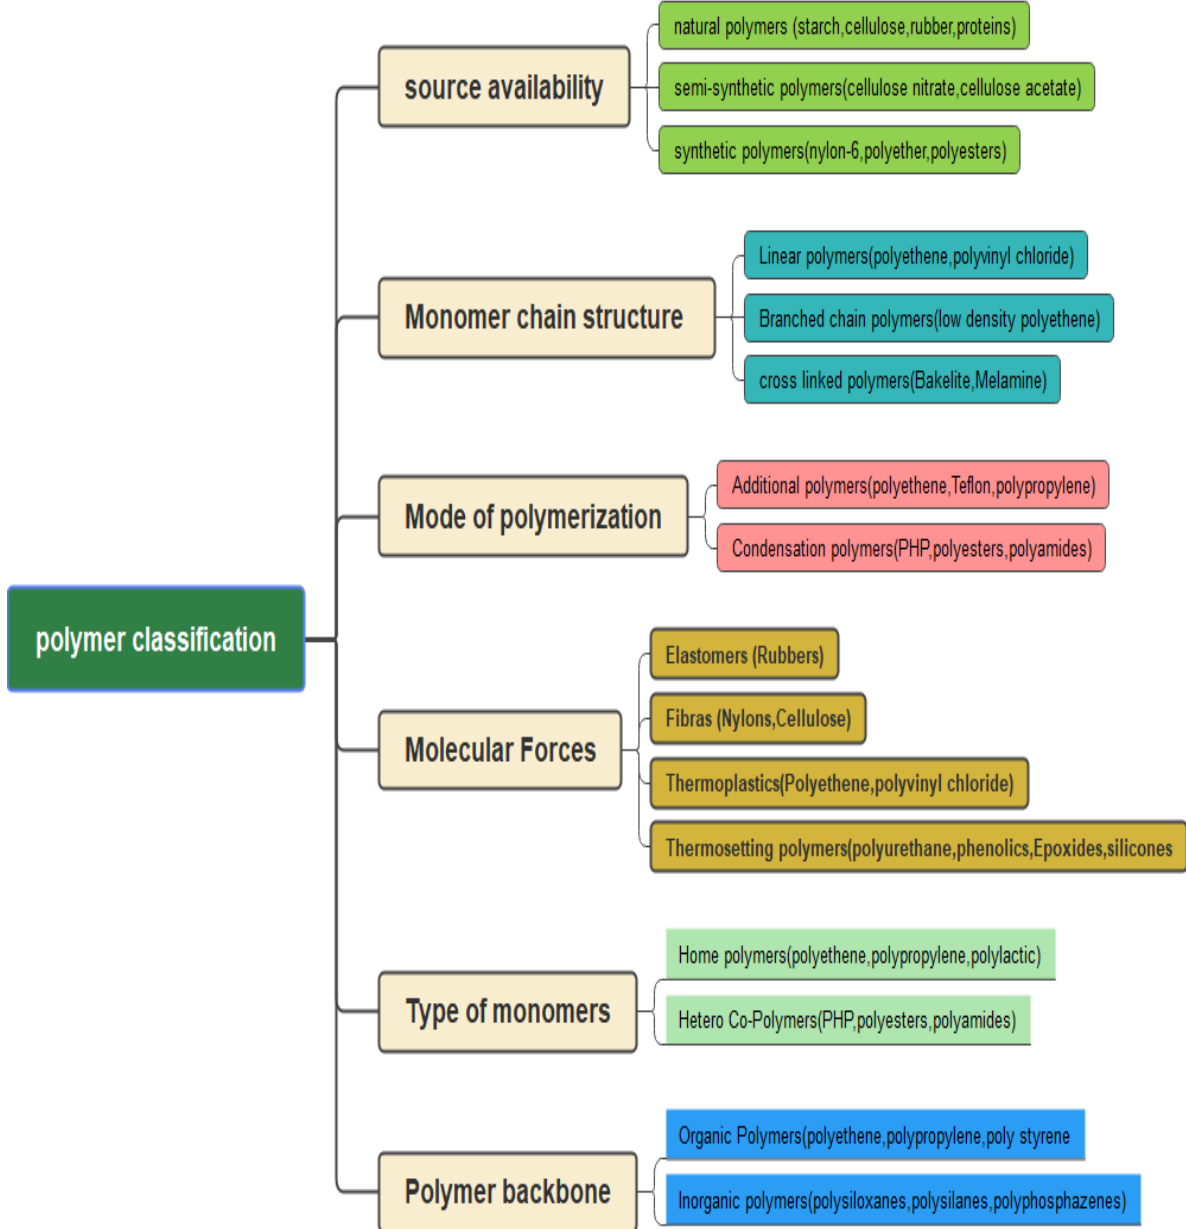 polymer classification
source availability
natural polymers (starch,cellulose,rubber,proteins)
semi-synthetic polymers(cellulose nitrate,cellulose acetate)
synthetic polymers(nylon-6,polyether,polyesters)
Monomer chain structure
Linear polymers(polyethene,polyvinyl chloride)
Branched chain polymers(low density polyethene)
cross linked polymers(Bakelite,Melamine)
Mode of polymerization
Additional polymers(polyethene,Teflon,polypropylene)
Condensation polymers(PHP,polyesters,polyamides)
Molecular Forces
Elastomers (Rubbers)
Fibras (Nylons,Cellulose)
Thermoplastics(Polyethene,polyvinyl chloride)
Thermosetting polymers(polyurethane,phenolics,Epoxides,silicones
Type of monomers
Home polymers(polyethene,polypropylene,polylactic)
Hetero Co-Polymers(PHP,polyesters,polyamides)
Polymer backbone
Organic Polymers(polyethene,polypropylene,poly styrene
Inorganic polymers(polysiloxanes,polysilanes,polyphosphazenes)